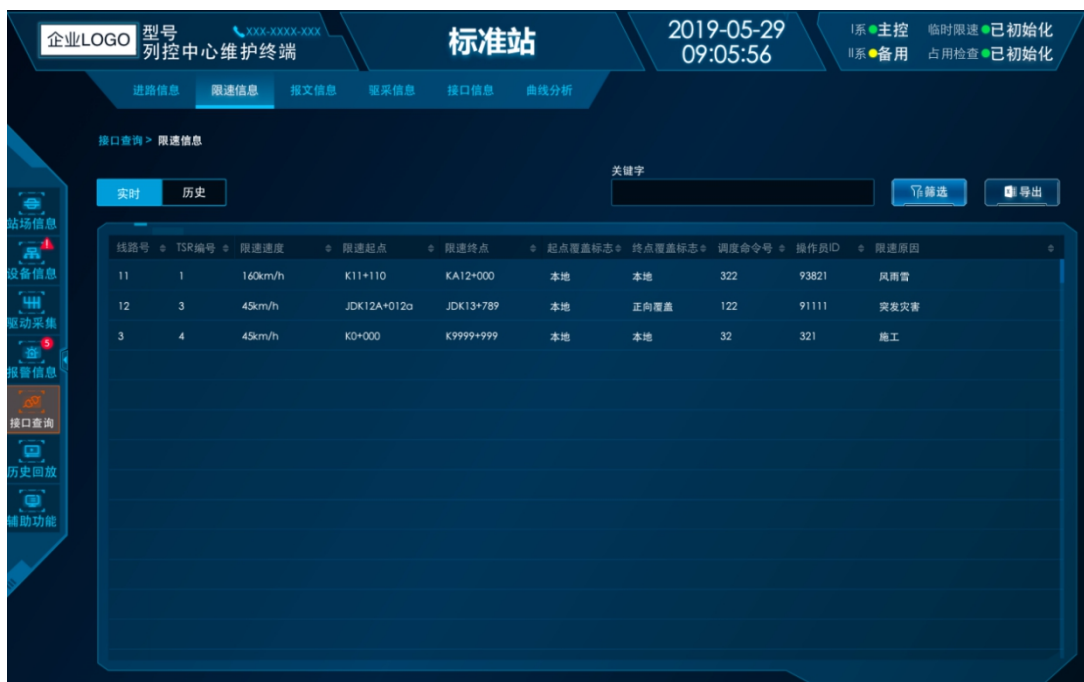 企业LOGO 型号 XXX-XXXX-XXX
列控中心维护终端
标准站
2019-05-29
09:05:56
I系 主控 临时限速 已初始化
II系 备用 占用检查 已初始化
进路信息 限速信息 报文信息 驱采信息 接口信息 曲线分析
接口查询 > 限速信息
关键字
实时 历史 筛选 导出
站场信息
1
设备信息
驱动采集
5
报警信息
接口查询
历史回放
辅助功能
线路号 TSR编号 限速速度 限速起点 限速终点 起点覆盖标志 终点覆盖标志 调度命令号 操作员ID 限速原因
11 1 160km/h K11+110 KA12+000 本地 本地 322 93821 风雨雪
12 3 45km/h JDK12A+012a JDK13+789 本地 正向覆盖 122 91111 突发灾害
3 4 45km/h K0+000 K9999+999 本地 本地 32 321 施工